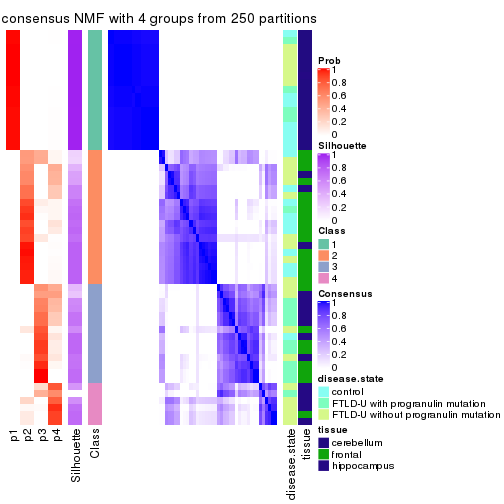 consensus NMF with 4 groups from 250 partitions
Prob
1
0.8
0.6
0.4
0.2
0
Silhouette
1
0.8
0.6
0.4
0.2
0
Class
1
2
3
4
Consensus
1
0.8
0.6
0.4
0.2
0
disease.state
control
FTLD-U with progranulin mutation
FTLD-U without progranulin mutation
tissue
cerebellum
frontal
hippocampus
p1
p2
p3
p4
Silhouette
Class
disease.state
tissue